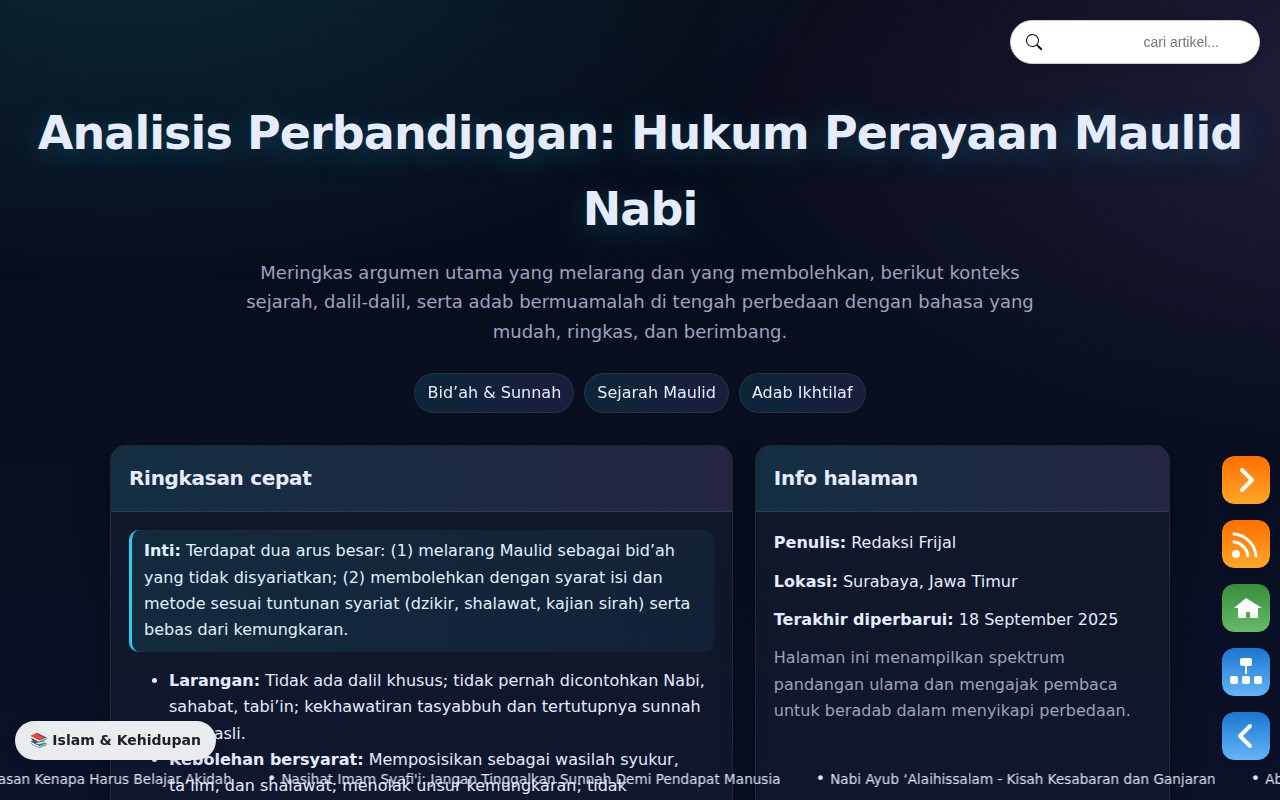 cari artikel...
Analisis Perbandingan: Hukum Perayaan Maulid
Nabi
Meringkas argumen utama yang melarang dan yang membolehkan, berikut konteks
sejarah, dalil-dalil, serta adab bermuamalah di tengah perbedaan dengan bahasa yang
mudah, ringkas, dan berimbang.
Bid’ah & Sunnah
Sejarah Maulid
Adab Ikhtilaf
Ringkasan cepat
Inti: Terdapat dua arus besar: (1) melarang Maulid sebagai bid’ah
yang tidak disyariatkan; (2) membolehkan dengan syarat isi dan
metode sesuai tuntunan syariat (dzikir, shalawat, kajian sirah) serta
bebas dari kemungkaran.
• Larangan: Tidak ada dalil khusus; tidak pernah dicontohkan Nabi,
sahabat, tabi’in; kekhawatiran tasyabbuh dan tertutupnya sunnah
asli.
Kebolehan bersyarat: Memposisikan sebagai wasilah syukur,
ta’lim, dan shalawat; menolak unsur kemungkaran; tidak
Info halaman
Penulis: Redaksi Frijal
Lokasi: Surabaya, Jawa Timur
Terakhir diperbarui: 18 September 2025
Halaman ini menampilkan spektrum
pandangan ulama dan mengajak pembaca
untuk beradab dalam menyikapi perbedaan.
📚 Islam & Kehidupan
asan Kenapa Harus Belajar Akidah • Nasihat Imam Syafi'i: Jangan Tinggalkan Sunnah Demi Pendapat Manusia • Nabi Ayub ‘Alaihissalam - Kisah Kesabaran dan Ganjaran • Ab